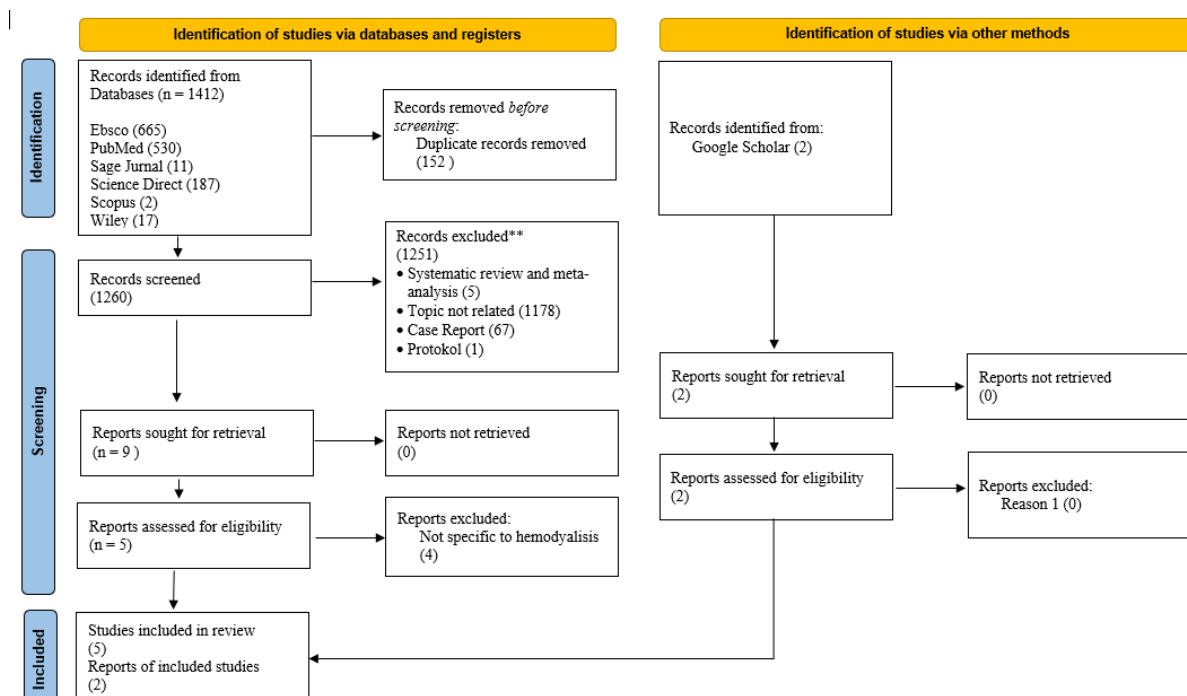 Identification of studies via databases and registers
Identification of studies via other methods
Identification
Records identified from
Databases (n = 1412)
Ebsco (665)
PubMed (530)
Sage Jurnal (11)
Science Direct (187)
Scopus (2)
Wiley (17)
Records removed before
screening:
Duplicate records removed
(152 )
Records identified from:
Google Scholar (2)
Screening
Records screened
(1260)
Records excluded**
(1251)
• Systematic review and meta-
analysis (5)
• Topic not related (1178)
• Case Report (67)
• Protokol (1)
Reports sought for retrieval
(2)
Reports not retrieved
(0)
Reports sought for retrieval
(n = 9 )
Reports not retrieved
(0)
Reports assessed for eligibility
(2)
Reports excluded:
Reason 1 (0)
Reports assessed for eligibility
(n = 5)
Reports excluded:
Not specific to hemodyalisis
(4)
Included
Studies included in review
(5)
Reports of included studies
(2)